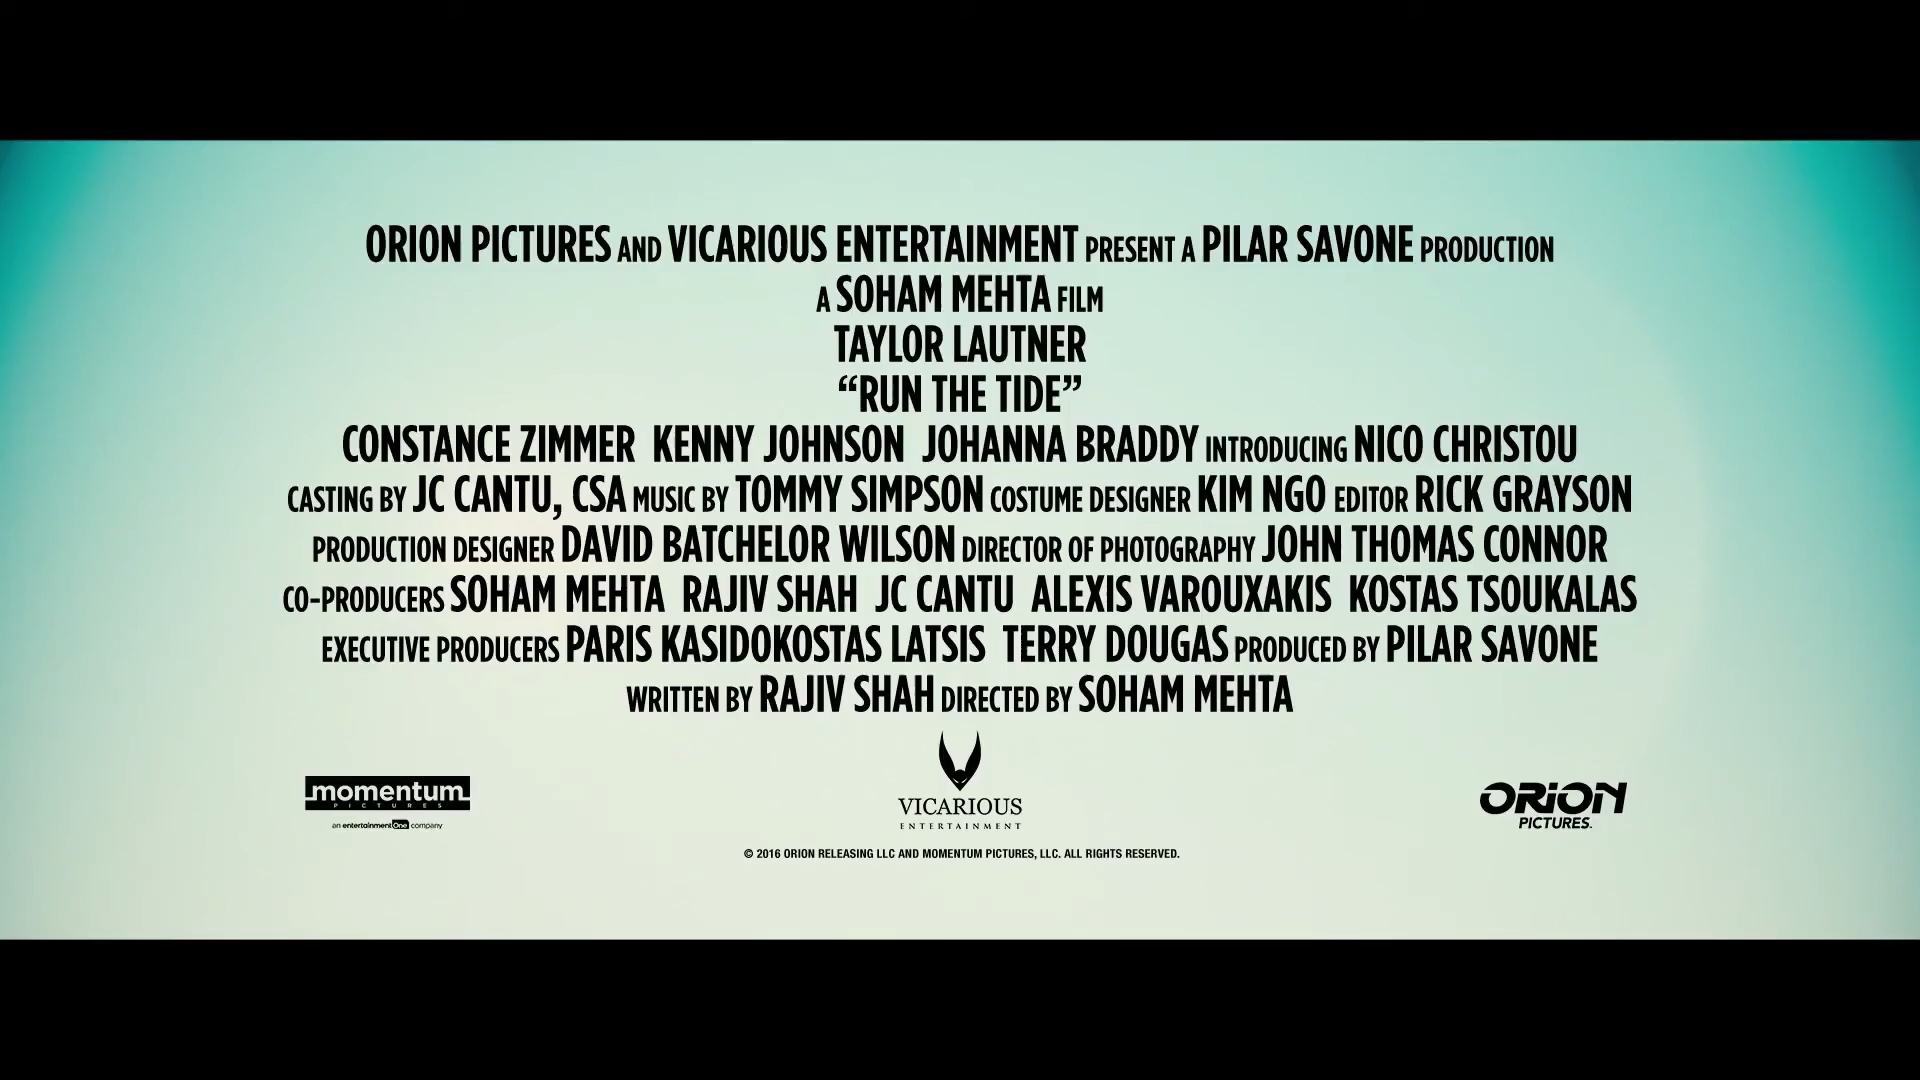 ORION PICTURES AND VICARIOUS ENTERTAINMENT PRESENT A PILAR SAVONE PRODUCTION
A SOHAM MEHTA FILM
TAYLOR LAUTNER
“RUN THE TIDE”
CONSTANCE ZIMMER KENNY JOHNSON JOHANNA BRADDY INTRODUCING NICO CHRISTOU
CASTING BY JC CANTU, CSA MUSIC BY TOMMY SIMPSON COSTUME DESIGNER KIM NGO EDITOR RICK GRAYSON
PRODUCTION DESIGNER DAVID BATCHELOR WILSON DIRECTOR OF PHOTOGRAPHY JOHN THOMAS CONNOR
CO-PRODUCERS SOHAM MEHTA RAJIV SHAH JC CANTU ALEXIS VAROUXAKIS KOSTAS TSOUKALAS
EXECUTIVE PRODUCERS PARIS KASIDOKOSTAS LATSIS TERRY DOUGAS PRODUCED BY PILAR SAVONE
WRITTEN BY RAJIV SHAH DIRECTED BY SOHAM MEHTA
momentum
PICTURES
an entertainmentOne company
VICARIOUS
ENTERTAINMENT
ORION
PICTURES.
© 2016 ORION RELEASING LLC AND MOMENTUM PICTURES, LLC. ALL RIGHTS RESERVED.